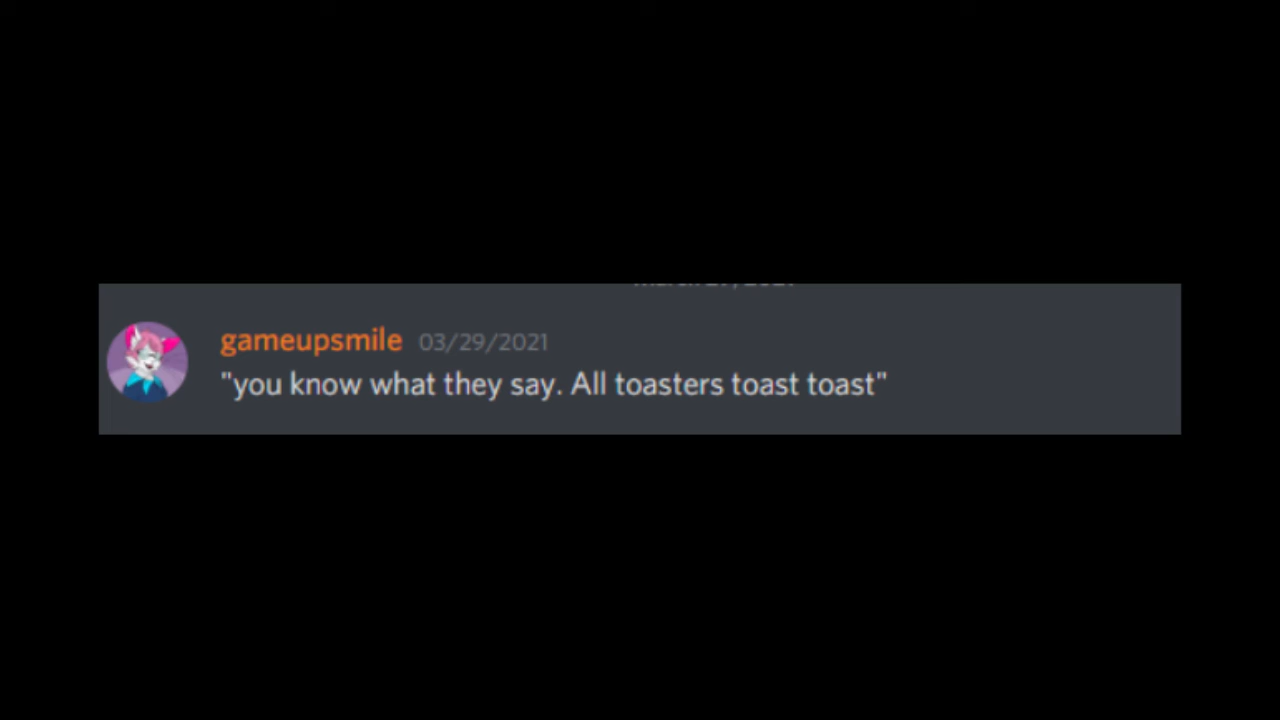 gameupsmile 03/29/2021
"you know what they say. All toasters toast toast"